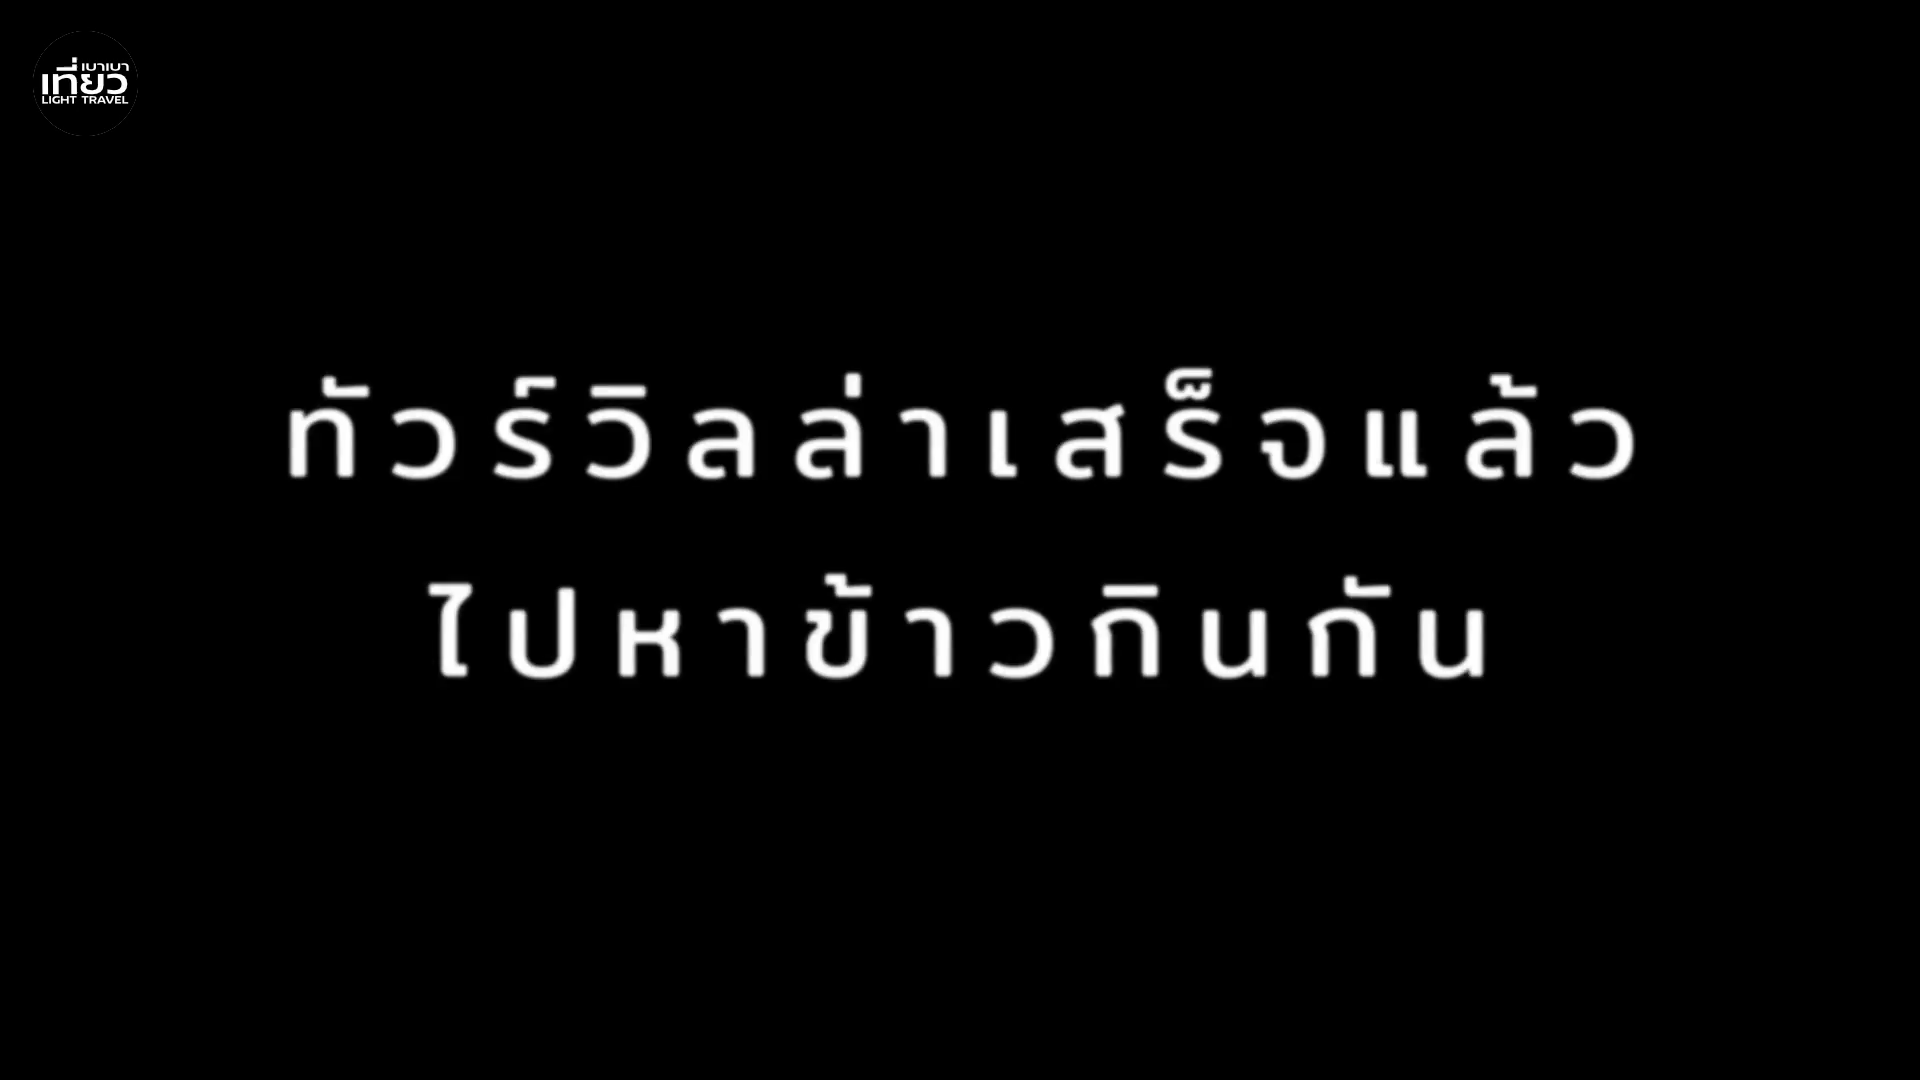 เบาเบา
เที่ยว
LIGHT TRAVEL
ทัวร์วิลล่าเสร็จแล้ว
ไปหาข้าวกินกัน